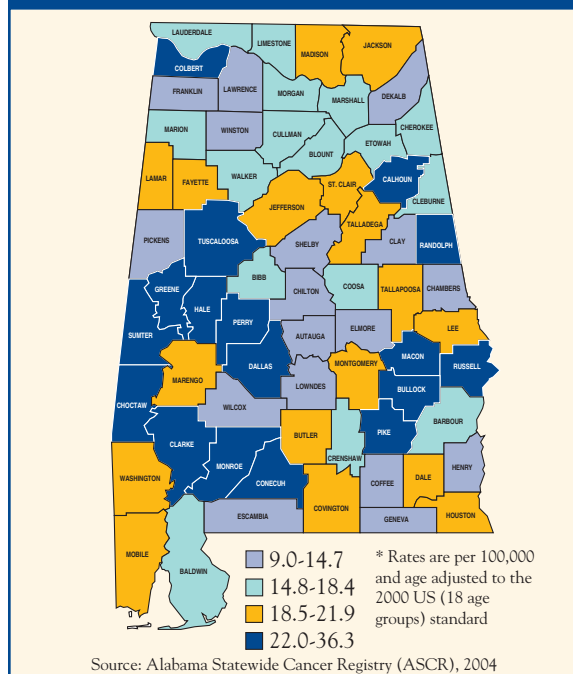 LAUDERDALE
LIMESTONE
MADISON
JACKSON
COLBERT
FRANKLIN
LAWRENCE
MORGAN
MARSHALL
DEKALB
MARION
WINSTON
CULLMAN
BLOUNT
ETOWAH
CHEROKEE
LAMAR
FAYETTE
WALKER
JEFFERSON
ST. CLAIR
CALHOUN
CLEBURNE
TALLADEGA
PICKENS
TUSCALOOSA
SHELBY
CLAY
RANDOLPH
BIBB
GREENE
HALE
CHILTON
COOSA
TALLAPOOSA
CHAMBERS
SUMTER
PERRY
AUTAUGA
ELMORE
LEE
MACON
DALLAS
MONTGOMERY
RUSSELL
MARENGO
LOWNDES
BULLOCK
CHOCTAW
WILCOX
CLARKE
BUTLER
PIKE
BARBOUR
CRENSHAW
MONROE
WASHINGTON
CONECUH
COFFEE
DALE
HENRY
ESCAMBIA
COVINGTON
GENEVA
HOUSTON
MOBILE
BALDWIN
9.0-14.7
14.8-18.4
18.5-21.9
22.0-36.3
* Rates are per 100,000
and age adjusted to the
2000 US (18 age
groups) standard
Source: Alabama Statewide Cancer Registry (ASCR), 2004